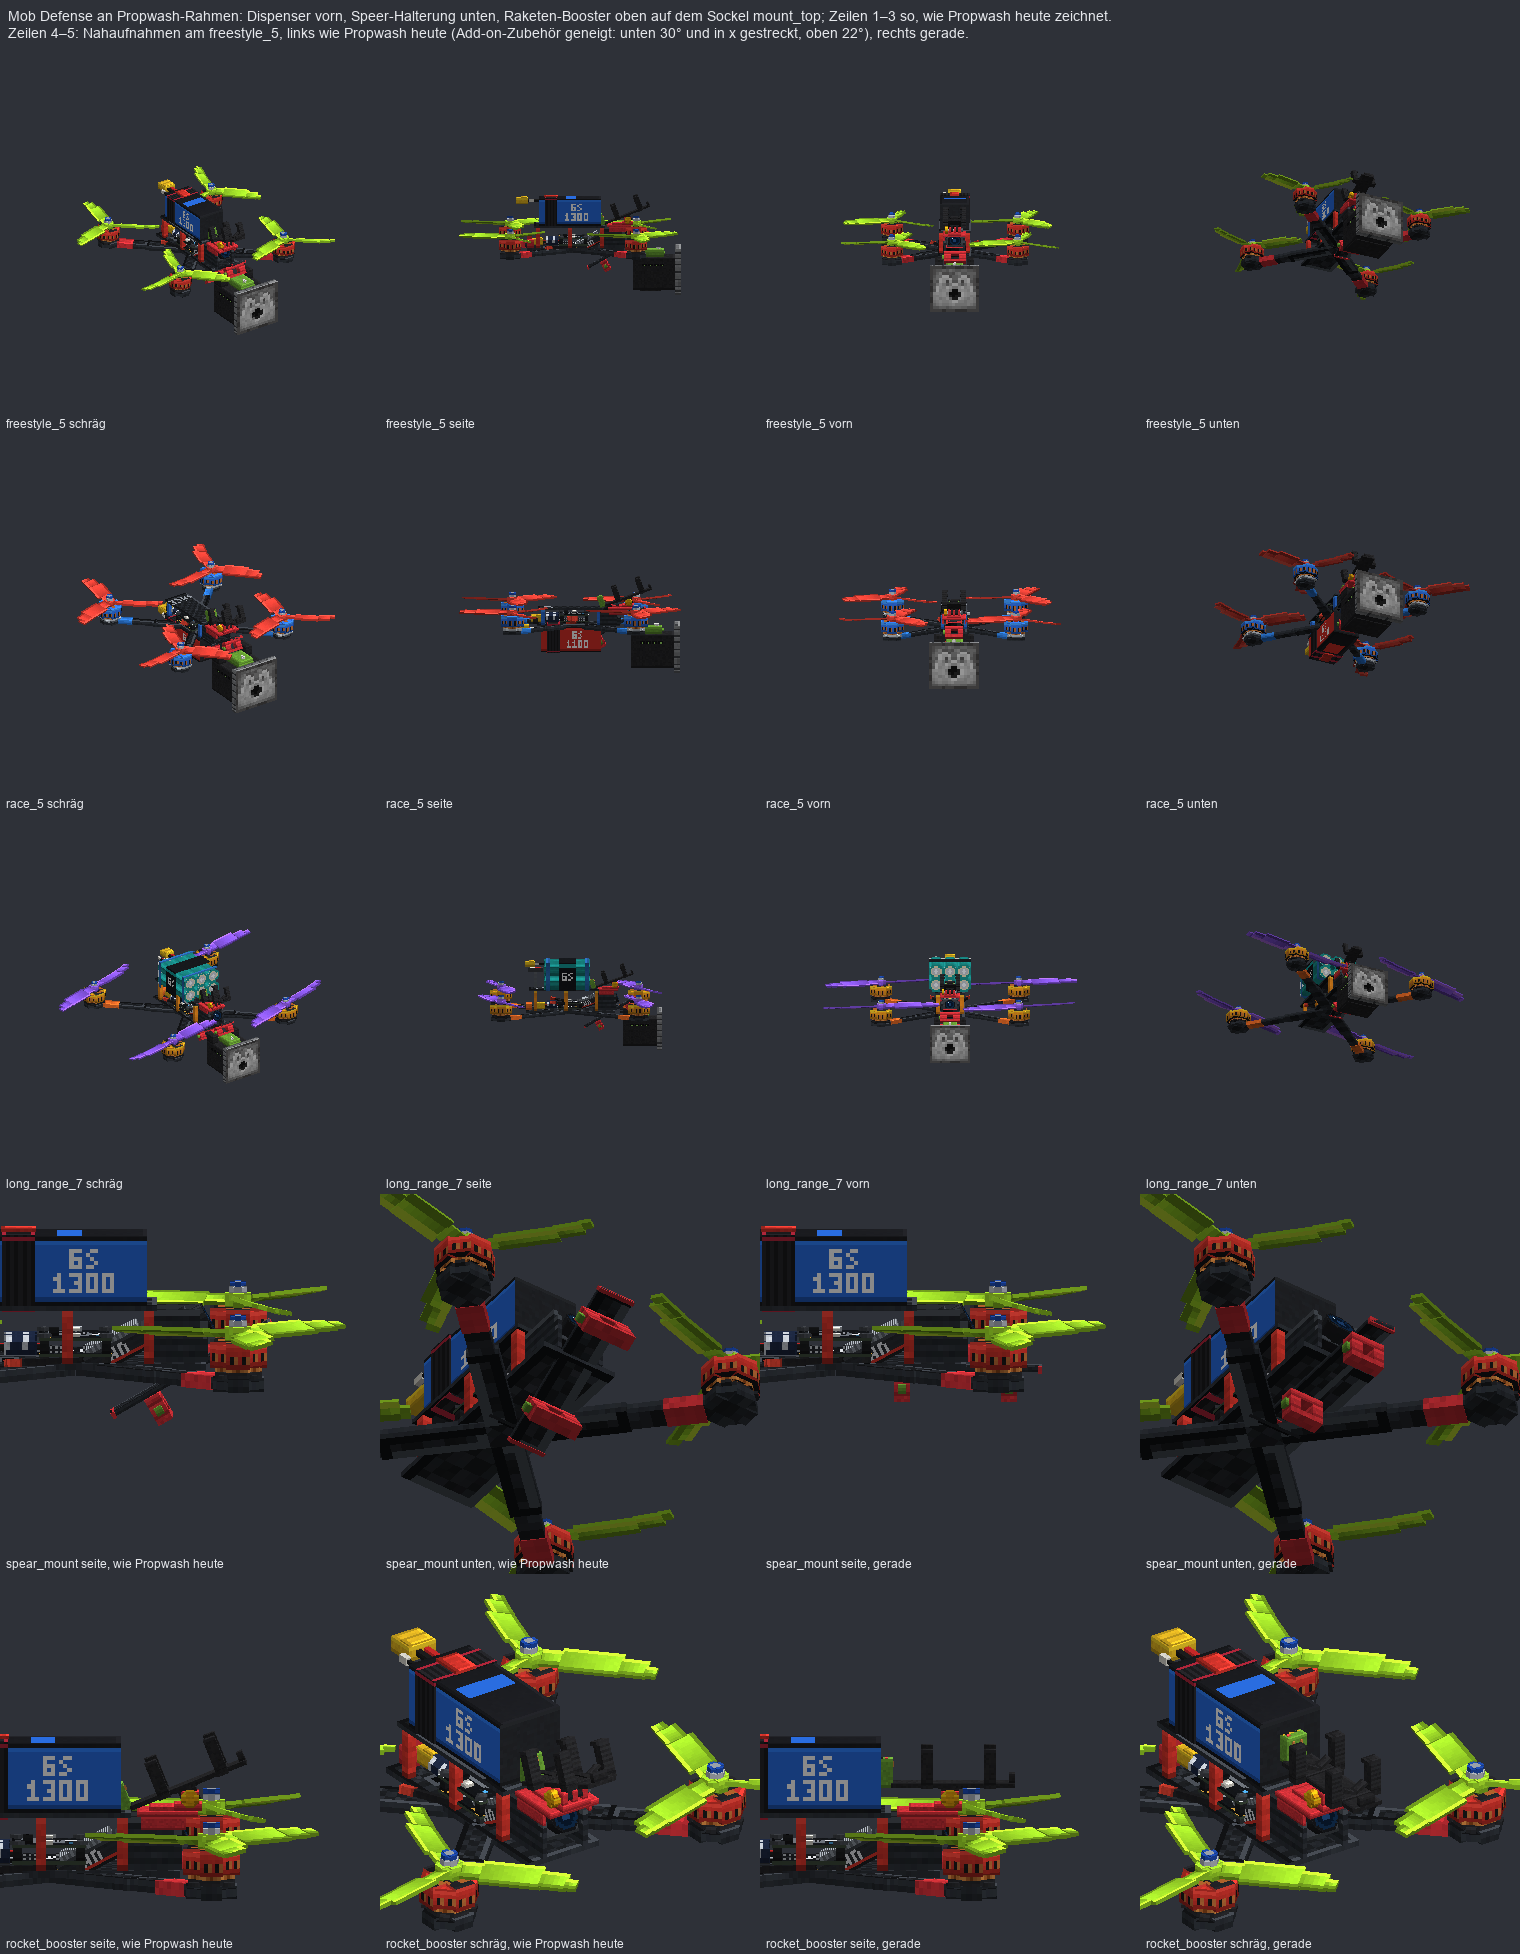 Mob Defense an Propwash-Rahmen: Dispenser vorn, Speer-Halterung unten, Raketen-Booster oben auf dem Sockel mount_top; Zeilen 1–3 so, wie Propwash heute zeichnet.
Zeilen 4–5: Nahaufnahmen am freestyle_5, links wie Propwash heute (Add-on-Zubehör geneigt: unten 30° und in x gestreckt, oben 22°), rechts gerade.
6S
1300
6S
1300
freestyle_5 schräg
freestyle_5 seite
freestyle_5 vorn
freestyle_5 unten
6S
1100
race_5 schräg
race_5 seite
race_5 vorn
race_5 unten
6S
6S
long_range_7 schräg
long_range_7 seite
long_range_7 vorn
long_range_7 unten
6S
1300
6S
1300
spear_mount seite, wie Propwash heute
spear_mount unten, wie Propwash heute
spear_mount seite, gerade
spear_mount unten, gerade
6S
1300
6S
1300
6S
1300
6S
1300
rocket_booster seite, wie Propwash heute
rocket_booster schräg, wie Propwash heute
rocket_booster seite, gerade
rocket_booster schräg, gerade